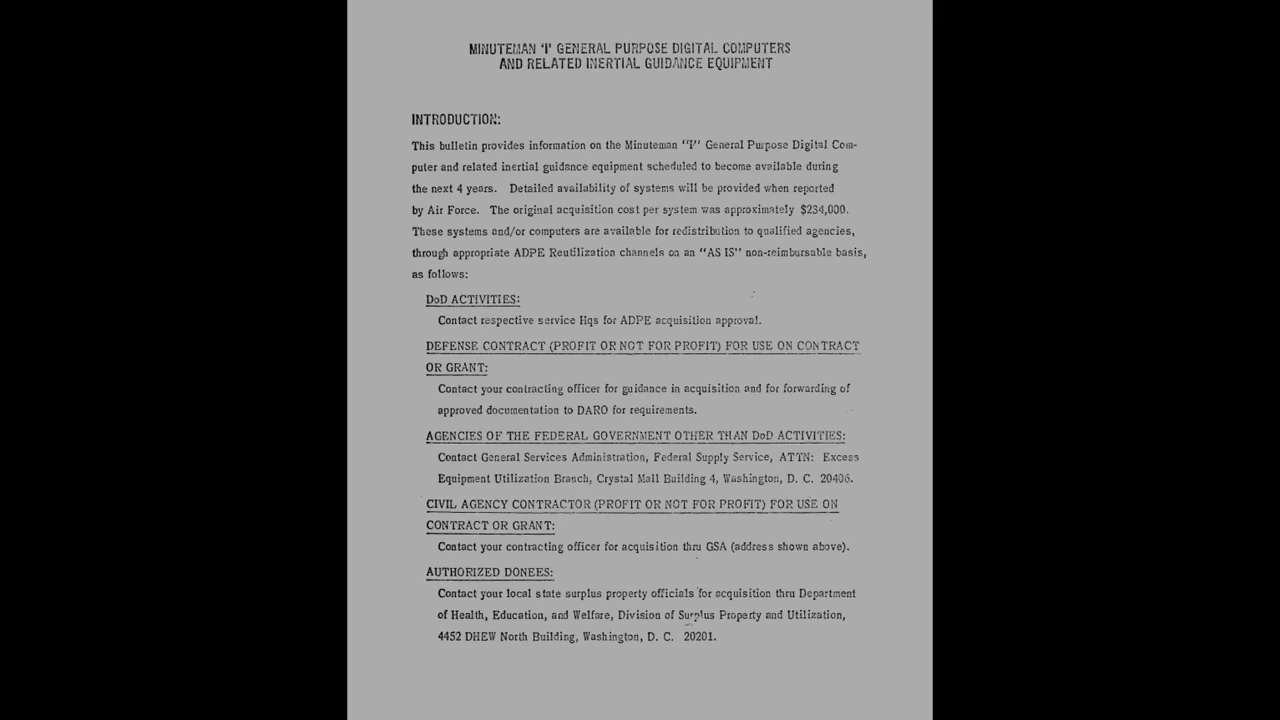 MINUTEMAN 'I' GENERAL PURPOSE DIGITAL COMPUTERS
AND RELATED INERTIAL GUIDANCE EQUIPMENT
INTRODUCTION:
This bulletin provides information on the Minuteman "I" General Purpose Digital Com-
puter and related inertial guidance equipment scheduled to become available during
the next 4 years. Detailed availability of systems will be provided when reported
by Air Force. The original acquisition cost per system was approximately $234,000.
These systems and/or computers are available for redistribution to qualified agencies,
through appropriate ADPE Reutilization channels on an "AS IS" non-reimbursable basis,
as follows:
DoD ACTIVITIES:
Contact respective service Hqs for ADPE acquisition approval.
DEFENSE CONTRACT (PROFIT OR NOT FOR PROFIT) FOR USE ON CONTRACT
OR GRANT:
Contact your contracting officer for guidance in acquisition and for forwarding of
approved documentation to DARO for requirements.
AGENCIES OF THE FEDERAL GOVERNMENT OTHER THAN DoD ACTIVITIES:
Contact General Services Administration, Federal Supply Service, ATTN: Excess
Equipment Utilization Branch, Crystal Mall Building 4, Washington, D. C. 20406.
CIVIL AGENCY CONTRACTOR (PROFIT OR NOT FOR PROFIT) FOR USE ON
CONTRACT OR GRANT:
Contact your contracting officer for acquisition thru GSA (address shown above).
AUTHORIZED DONEES:
Contact your local state surplus property officials for acquisition thru Department
of Health, Education, and Welfare, Division of Surplus Property and Utilization,
4452 DHEW North Building, Washington, D. C. 20201.